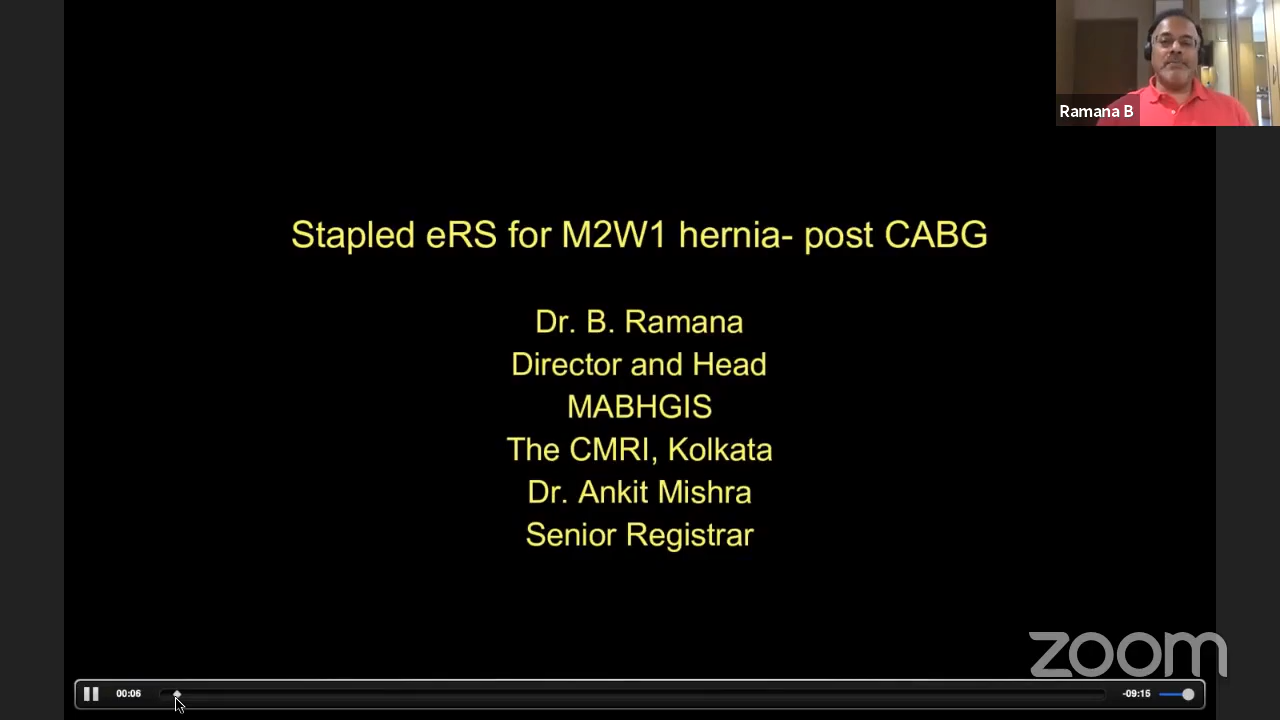 Ramana B
Stapled eRS for M2W1 hernia- post CABG
Dr. B. Ramana
Director and Head
MABHGIS
The CMRI, Kolkata
Dr. Ankit Mishra
Senior Registrar
zoom
00:06
-09:15